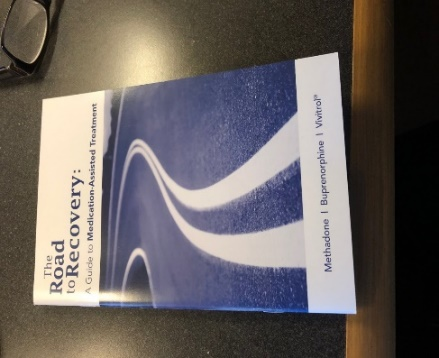 The
Road
to Recovery:
A Guide to Medication-Assisted Treatment
Methadone | Buprenorphine | Vivitrol®